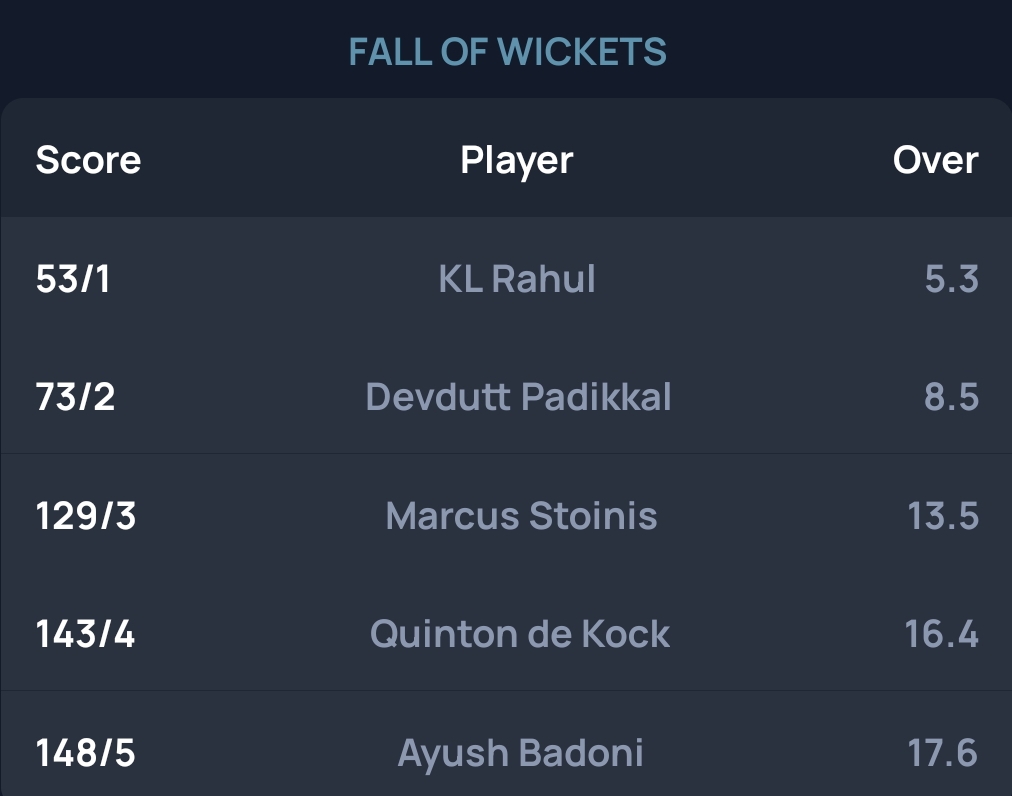 FALL OF WICKETS
Score Player Over
53/1 KL Rahul 5.3
73/2 Devdutt Padikkal 8.5
129/3 Marcus Stoinis 13.5
143/4 Quinton de Kock 16.4
148/5 Ayush Badoni 17.6